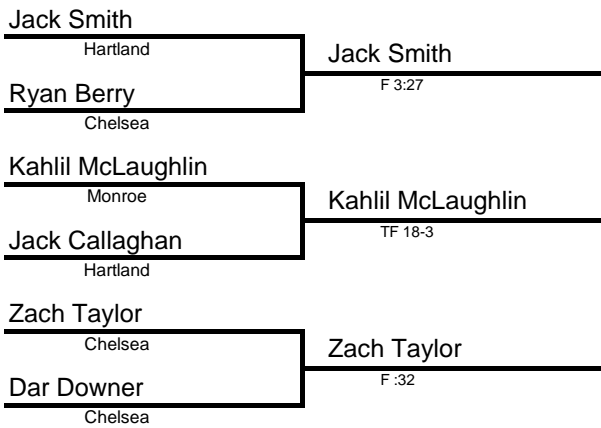 Jack Smith
Hartland
Jack Smith
F 3:27
Ryan Berry
Chelsea
Kahlil McLaughlin
Monroe
Kahlil McLaughlin
TF 18-3
Jack Callaghan
Hartland
Zach Taylor
Chelsea
Zach Taylor
F :32
Dar Downer
Chelsea